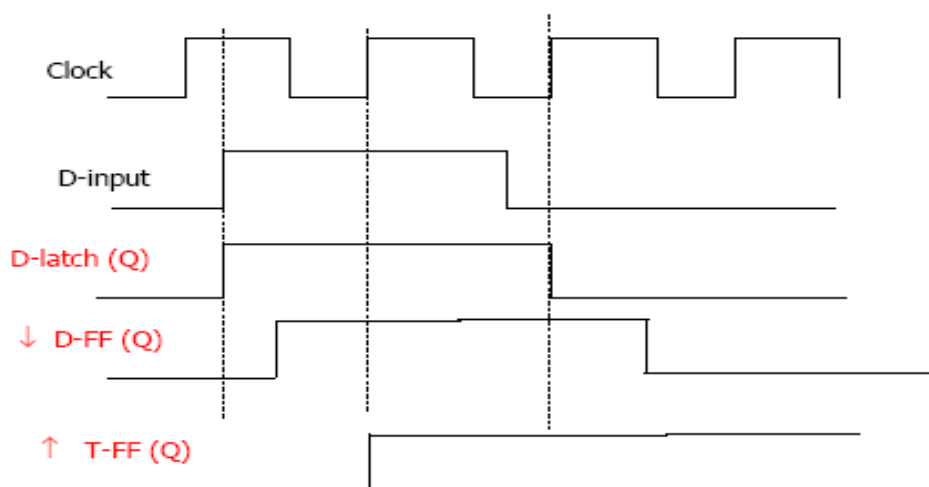 Clock
D-input
D-latch (Q)
↓ D-FF (Q)
↑ T-FF (Q)